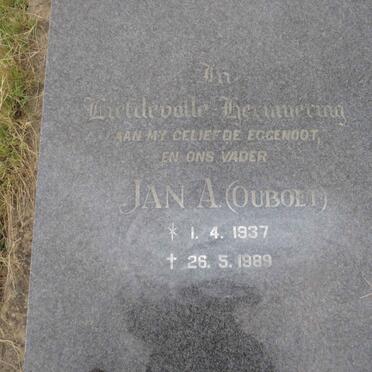 In
Liefdevolle Herinnering
AAN MY GELIEFDE EGGENOOT,
EN ONS VADER
JAN A. (OUBOET)
* 1. 4. 1937
† 26. 5. 1989